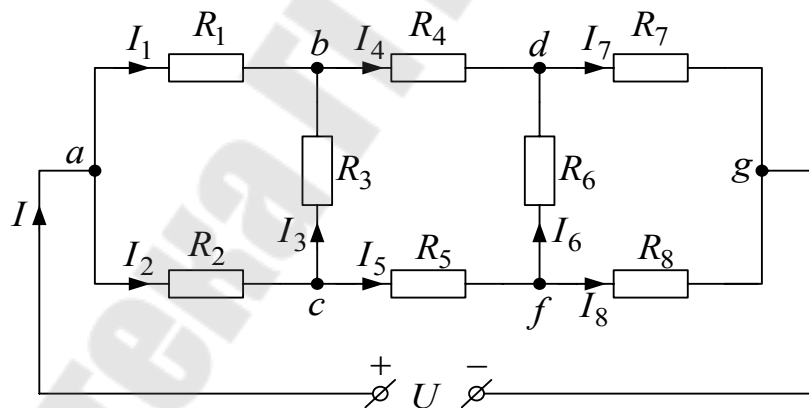 I₁ R₁ b I₄ R₄ d I₇ R₇
a R₃ R₆ g
I
I₂ R₂ I₃ I₅ R₅ I₆ R₈
c f I₈
+ U −